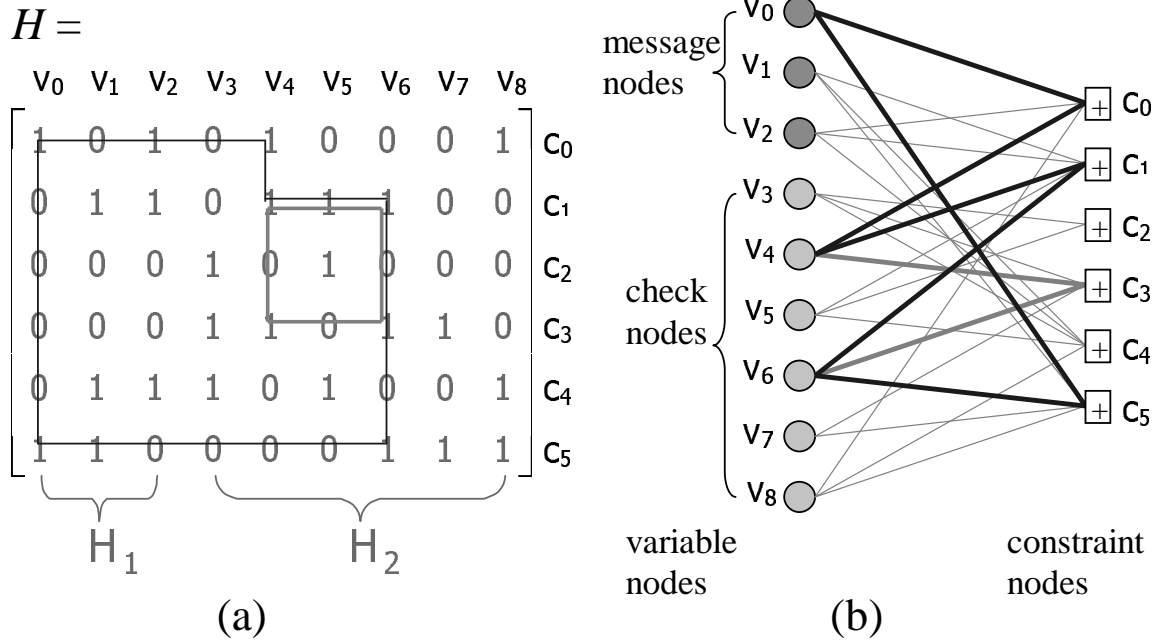 H =
V0 V1 V2 V3 V4 V5 V6 V7 V8
1 0 1 0 1 0 0 0 1 C0
0 1 1 0 1 1 1 0 0 C1
0 0 0 1 0 1 0 0 0 C2
0 0 0 1 1 0 1 1 0 C3
0 1 1 1 0 1 0 0 1 C4
1 1 0 0 0 0 1 1 1 C5
H1 H2
(a)
message
nodes
check
nodes
V0
V1
V2
V3
V4
V5
V6
V7
V8
+ C0
+ C1
+ C2
+ C3
+ C4
+ C5
variable
nodes
constraint
nodes
(b)